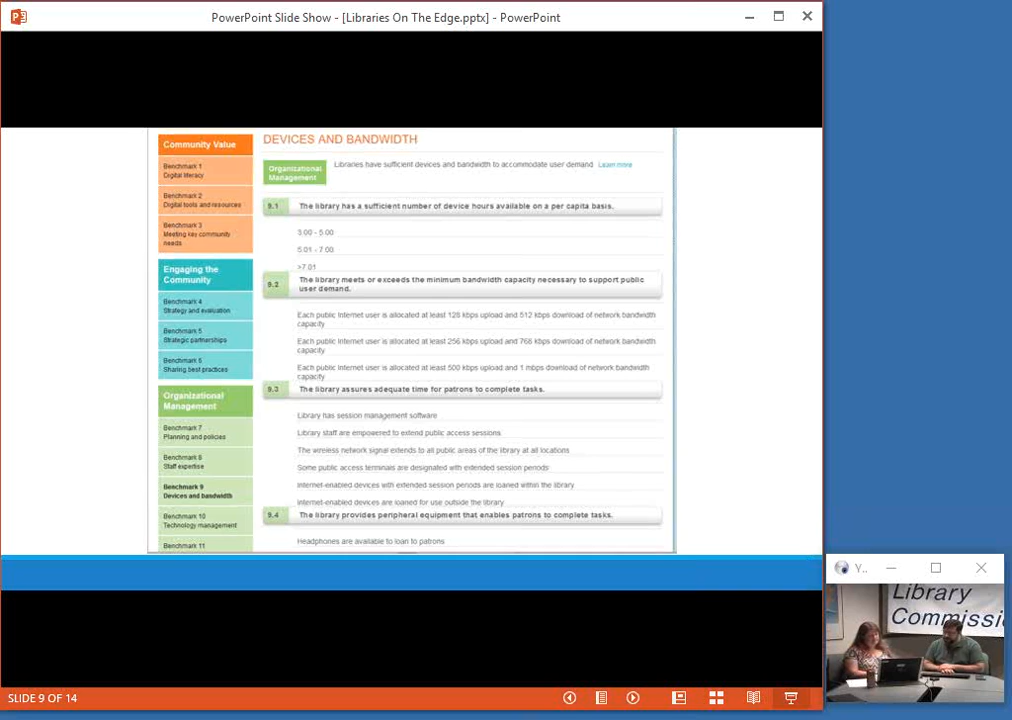 PowerPoint Slide Show - [Libraries On The Edge.pptx] - PowerPoint
Community Value
Benchmark 1
Digital literacy
Benchmark 2
Digital tools and resources
Benchmark 3
Meeting key community
needs
Engaging the
Community
Benchmark 4
Strategy and evaluation
Benchmark 5
Strategic partnerships
Benchmark 6
Sharing best practices
Organizational
Management
Benchmark 7
Planning and policies
Benchmark 8
Staff expertise
Benchmark 9
Devices and bandwidth
Benchmark 10
Technology management
Benchmark 11
DEVICES AND BANDWIDTH
Organizational
Management
Libraries have sufficient devices and bandwidth to accommodate user demand Learn more
9.1 The library has a sufficient number of device hours available on a per capita basis.
3.00 - 5.00
5.01 - 7.00
>7.01
9.2 The library meets or exceeds the minimum bandwidth capacity necessary to support public
user demand.
Each public Internet user is allocated at least 128 kbps upload and 512 kbps download of network bandwidth
capacity
Each public Internet user is allocated at least 256 kbps upload and 768 kbps download of network bandwidth
capacity
Each public Internet user is allocated at least 500 kbps upload and 1 mbps download of network bandwidth
capacity
9.3 The library assures adequate time for patrons to complete tasks.
Library has session management software
Library staff are empowered to extend public access sessions
The wireless network signal extends to all public areas of the library at all locations
Some public access terminals are designated with extended session periods
Internet-enabled devices with extended session periods are loaned within the library
Internet-enabled devices are loaned for use outside the library
9.4 The library provides peripheral equipment that enables patrons to complete tasks.
Headphones are available to loan to patrons
Y..
Library
Commissio
SLIDE 9 OF 14